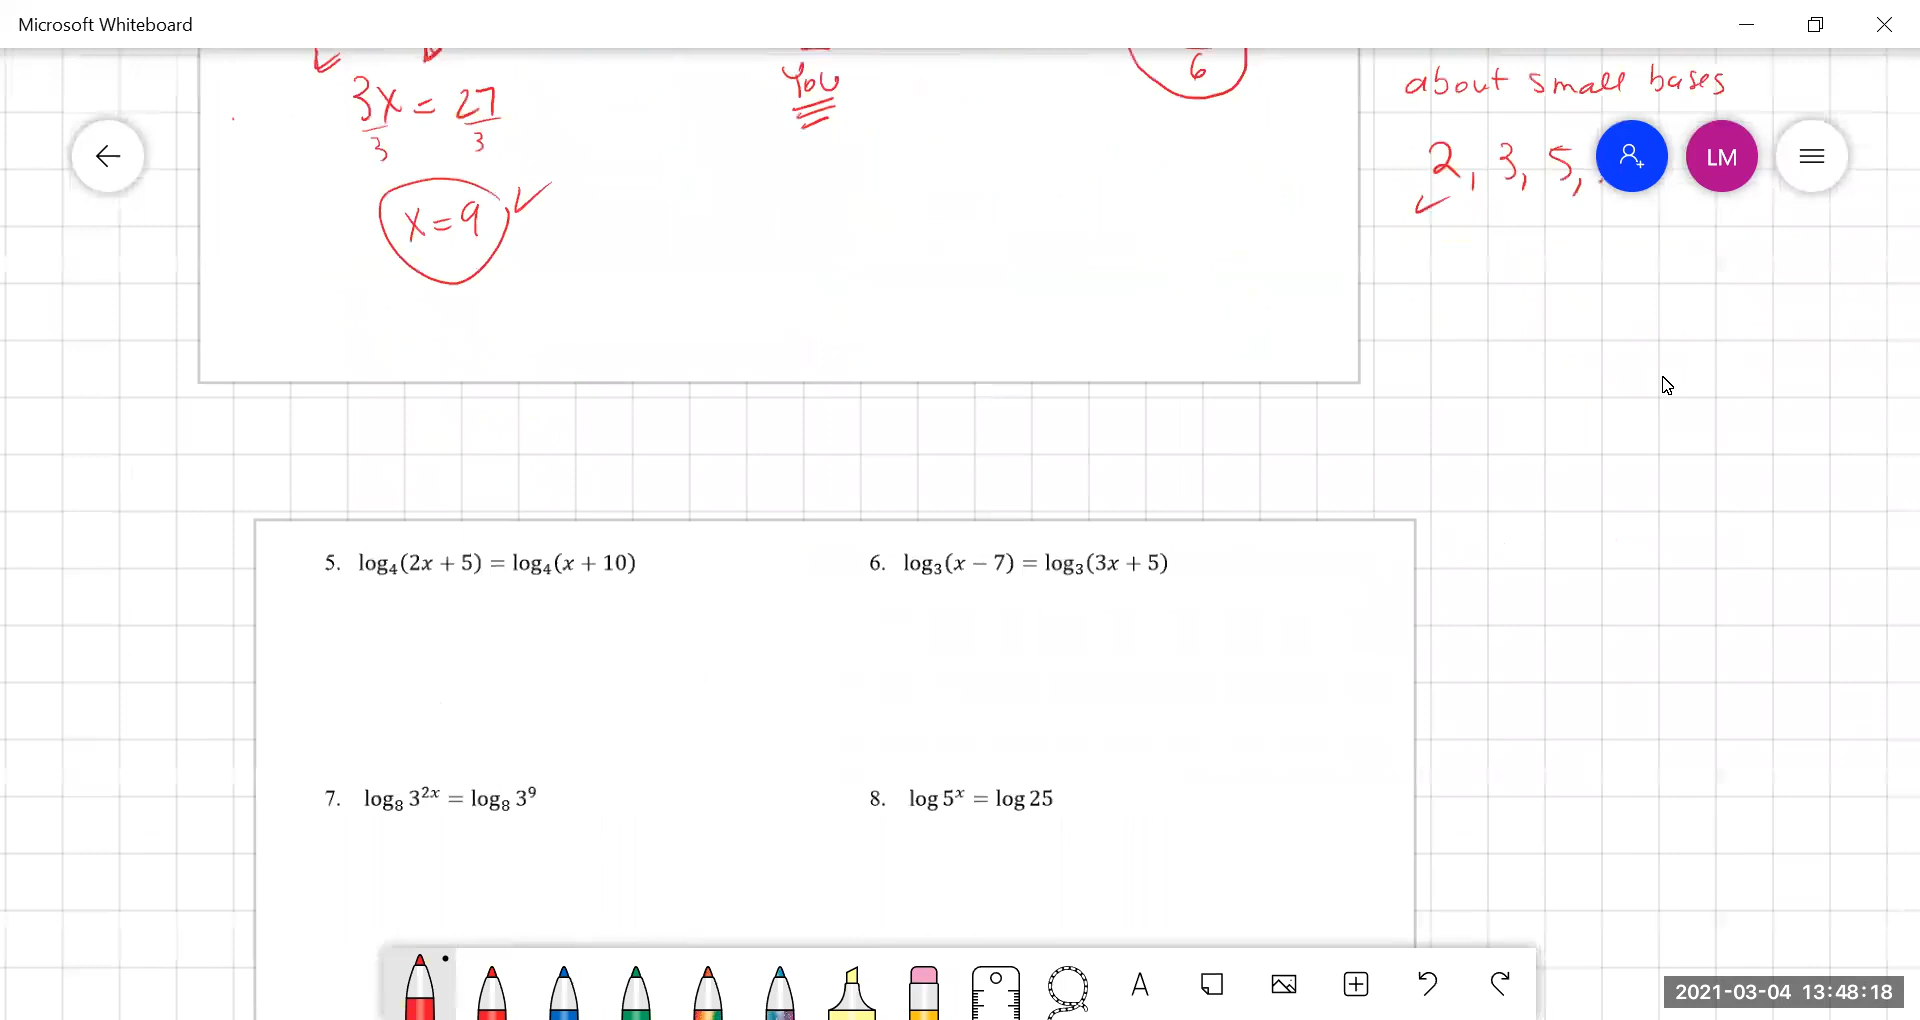 Microsoft Whiteboard
6
about small bases
You
3x = 27
3 3
2, 3, 5,
LM
x = 9
5. log₄(2x + 5) = log₄(x + 10)
6. log₃(x − 7) = log₃(3x + 5)
7. log₈ 3²ˣ = log₈ 3⁹
8. log 5ˣ = log 25
A
2021-03-04 13:48:18